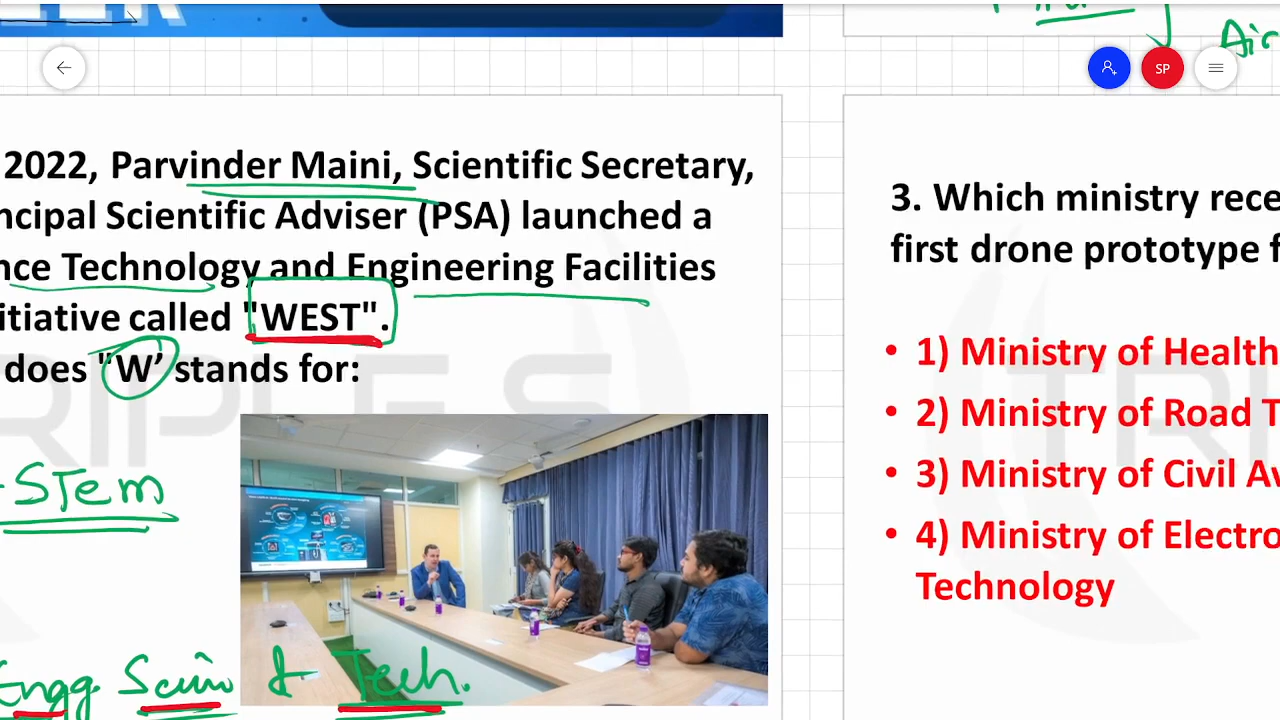 Air
SP
2022, Parvinder Maini, Scientific Secretary,
ncipal Scientific Adviser (PSA) launched a
nce Technology and Engineering Facilities
itiative called "WEST".
does "W’ stands for:
STem
Engg Scien & Tech.
3. Which ministry rece
first drone prototype f
• 1) Ministry of Health
• 2) Ministry of Road T
• 3) Ministry of Civil Av
• 4) Ministry of Electro
Technology